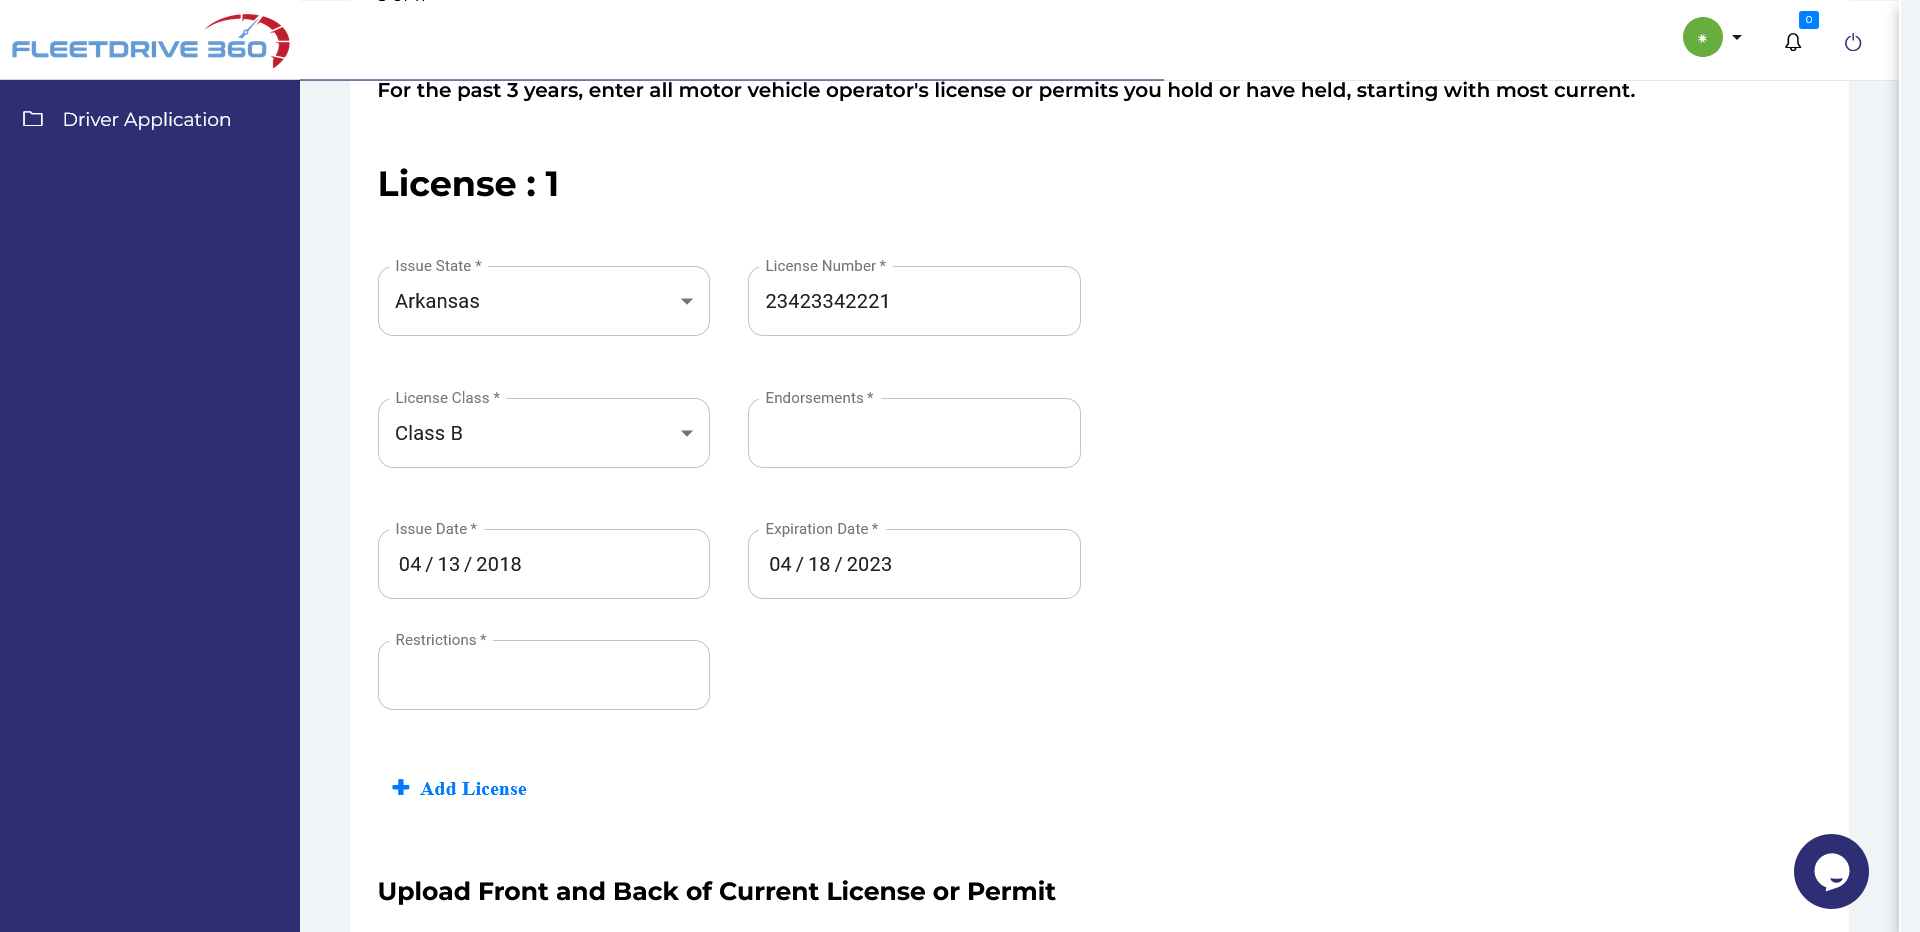 FLEETDRIVE 360
0
Driver Application
For the past 3 years, enter all motor vehicle operator's license or permits you hold or have held, starting with most current.
License : 1
Issue State *
Arkansas
License Number *
23423342221
License Class *
Class B
Endorsements *
Issue Date *
04 / 13 / 2018
Expiration Date *
04 / 18 / 2023
Restrictions *
Add License
Upload Front and Back of Current License or Permit